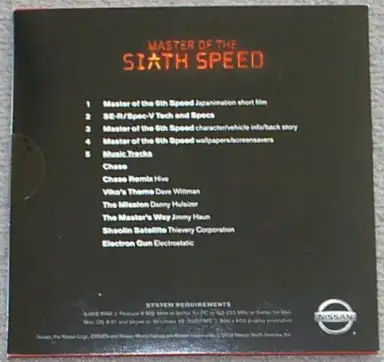 MASTER OF THE
SIXTH SPEED
1 Master of the 6th Speed Japanimation short film
2 SE-R/Spec-V Tech and Specs
3 Master of the 6th Speed character/vehicle info/back story
4 Master of the 6th Speed wallpapers/screensavers
5 Music Tracks
Chase
Chase Remix Hive
Viko's Theme Dave Wittman
The Mission Danny Hulsizer
The Master's Way Jimmy Haun
Shaolin Satellite Thievery Corporation
Electron Gun Electrostatic
SYSTEM REQUIREMENTS
NISSAN